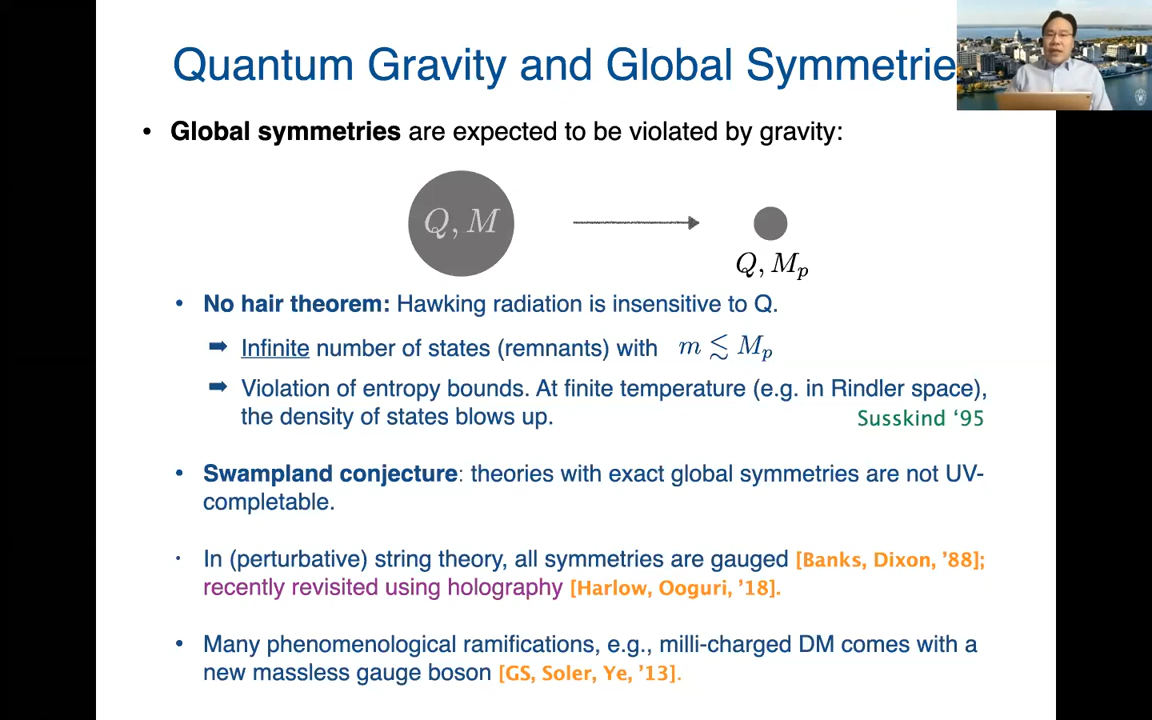 Quantum Gravity and Global Symmetrie
• Global symmetries are expected to be violated by gravity:
Q, M
Q, Mₚ
• No hair theorem: Hawking radiation is insensitive to Q.
➡ Infinite number of states (remnants) with m ≲ Mₚ
➡ Violation of entropy bounds. At finite temperature (e.g. in Rindler space),
the density of states blows up.
Susskind ‘95
• Swampland conjecture: theories with exact global symmetries are not UV-
completable.
· In (perturbative) string theory, all symmetries are gauged [Banks, Dixon, ’88];
recently revisited using holography [Harlow, Ooguri, ’18].
• Many phenomenological ramifications, e.g., milli-charged DM comes with a
new massless gauge boson [GS, Soler, Ye, ’13].